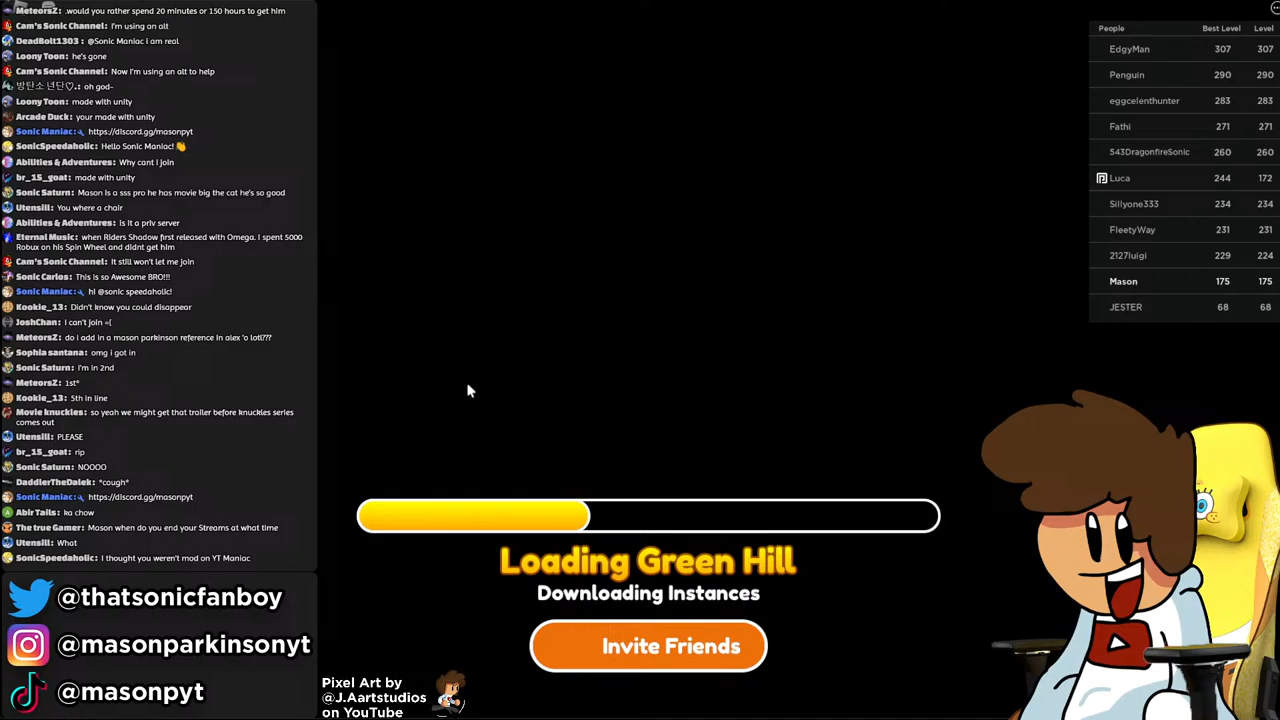 MeteorsZ: .would you rather spend 20 minutes or 150 hours to get him
Cam's Sonic Channel: I'm using an alt
DeadBolt1303 : @Sonic Maniac i am real
Loony Toon: he's gone
Cam's Sonic Channel: Now I'm using an alt to help
방탄소 년단♡.: oh god-
Loony Toon: made with unity
Arcade Duck: your made with unity
Sonic Maniac: https://discord.gg/masonpyt
SonicSpeedaholic: Hello Sonic Maniac! 👋
Abilities & Adventures: Why cant i join
br_15_goat: made with unity
Sonic Saturn: Mason Is a sss pro he has movie big the cat he's so good
Utensill: You where a chair
Abilities & Adventures: Is it a priv server
Eternal Music: when Riders Shadow first released with Omega. I spent 5000
Robux on his Spin Wheel and didnt get him
Cam's Sonic Channel: It still won't let me join
Sonic Carlos: This is so Awesome BRO!!!
Sonic Maniac: hi @sonic speedaholic!
Kookie_13: Didn't know you could disappear
JoshChan: I can't join =[
MeteorsZ: do i add in a mason parkinson reference in alex 'o lotl???
Sophia santana: omg i got in
Sonic Saturn: I'm in 2nd
MeteorsZ: 1st*
Kookie_13: 5th in line
Movie knuckles: so yeah we might get that trailer before knuckles series
comes out
Utensill: PLEASE
br_15_goat: rip
Sonic Saturn: NOOOO
DaddlerTheDalek: *cough*
Sonic Maniac: https://discord.gg/masonpyt
Abir Tails: ka chow
The true Gamer: Mason when do you end your Streams at what time
Utensill: What
SonicSpeedaholic: I thought you weren't mod on YT Maniac
@thatsonicfanboy
@masonparkinsonyt
@masonpyt
Pixel Art by
@J.Aartstudios
on YouTube
Loading Green Hill
Downloading Instances
Invite Friends
People Best Level Level
EdgyMan 307 307
Penguin 290 290
eggcelenthunter 283 283
Fathi 271 271
543DragonfireSonic 260 260
Luca 244 172
Sillyone333 234 234
FleetyWay 231 231
2127luigi 229 224
Mason 175 175
JESTER 68 68